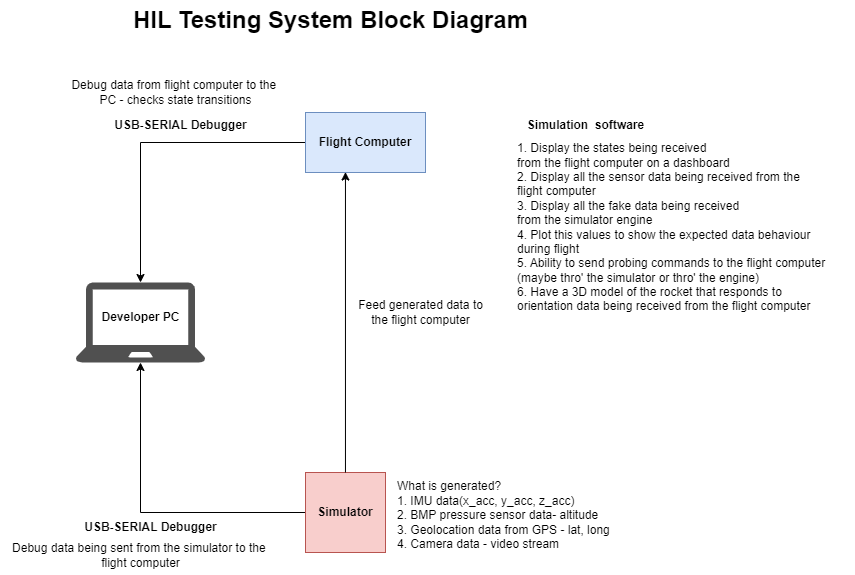 HIL Testing System Block Diagram
Debug data from flight computer to the
PC - checks state transitions
USB-SERIAL Debugger
Flight Computer
Simulation  software
1. Display the states being received
from the flight computer on a dashboard
2. Display all the sensor data being received from the
flight computer
3. Display all the fake data being received
from the simulator engine
4. Plot this values to show the expected data behaviour
during flight
5. Ability to send probing commands to the flight computer
(maybe thro' the simulator or thro' the engine)
6. Have a 3D model of the rocket that responds to
orientation data being received from the flight computer
Developer PC
Feed generated data to
the flight computer
What is generated?
1. IMU data(x_acc, y_acc, z_acc)
2. BMP pressure sensor data- altitude
3. Geolocation data from GPS - lat, long
4. Camera data - video stream
Simulator
USB-SERIAL Debugger
Debug data being sent from the simulator to the
flight computer